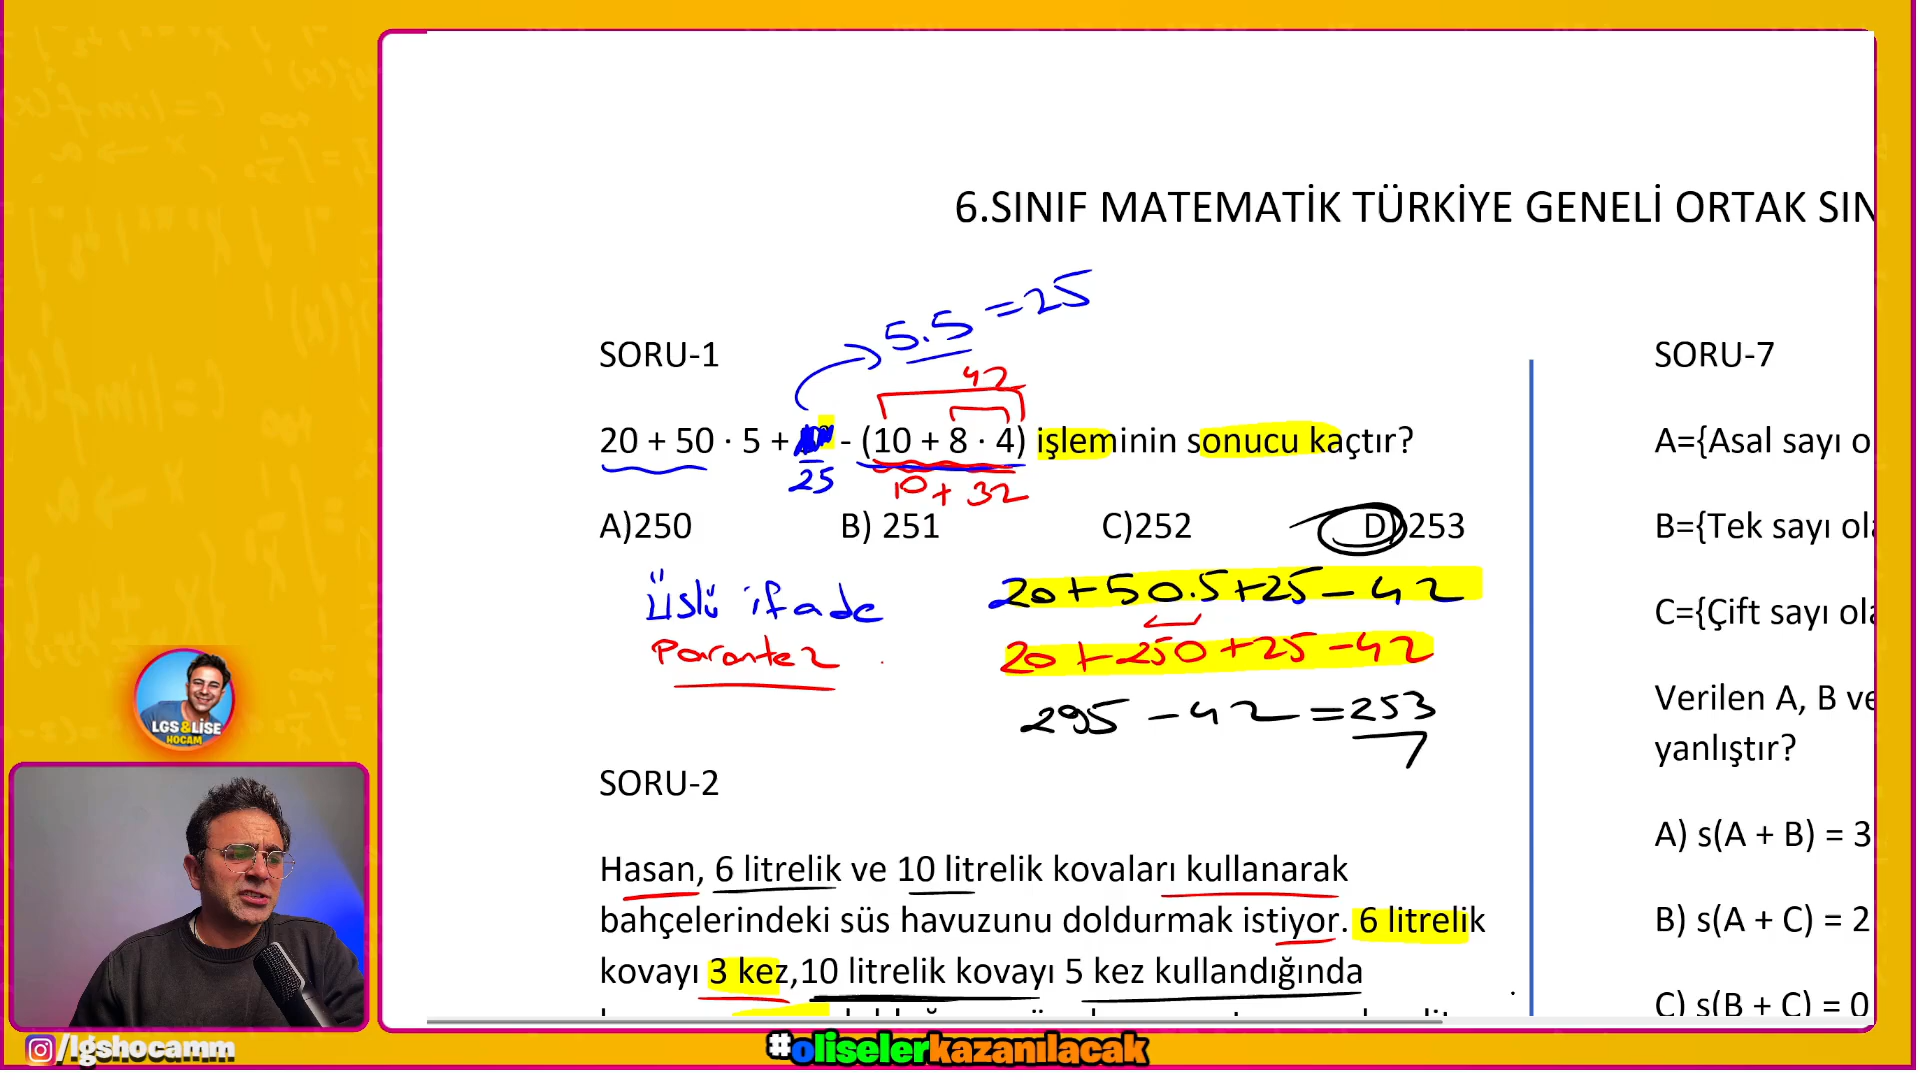 6.SINIF MATEMATİK TÜRKİYE GENELİ ORTAK SIN
5.5=25
SORU-1
42
20 + 50 · 5 + - (10 + 8 · 4) işleminin sonucu kaçtır?
25
10 + 32
A)250 B) 251 C)252 D)253
Üslü ifade
Parantez
20+50.5+25-42
20+250+25-42
295-42=253
SORU-2
Hasan, 6 litrelik ve 10 litrelik kovaları kullanarak
bahçelerindeki süs havuzunu doldurmak istiyor. 6 litrelik
kovayı 3 kez,10 litrelik kovayı 5 kez kullandığında
SORU-7
A={Asal sayı o
B={Tek sayı ol
C={Çift sayı ol
Verilen A, B ve
yanlıştır?
A) s(A + B) = 3
B) s(A + C) = 2
C) s(B + C) = 0
LGS&LİSE
HOCAM
/lgshocamm
#oliselerkazanılacak